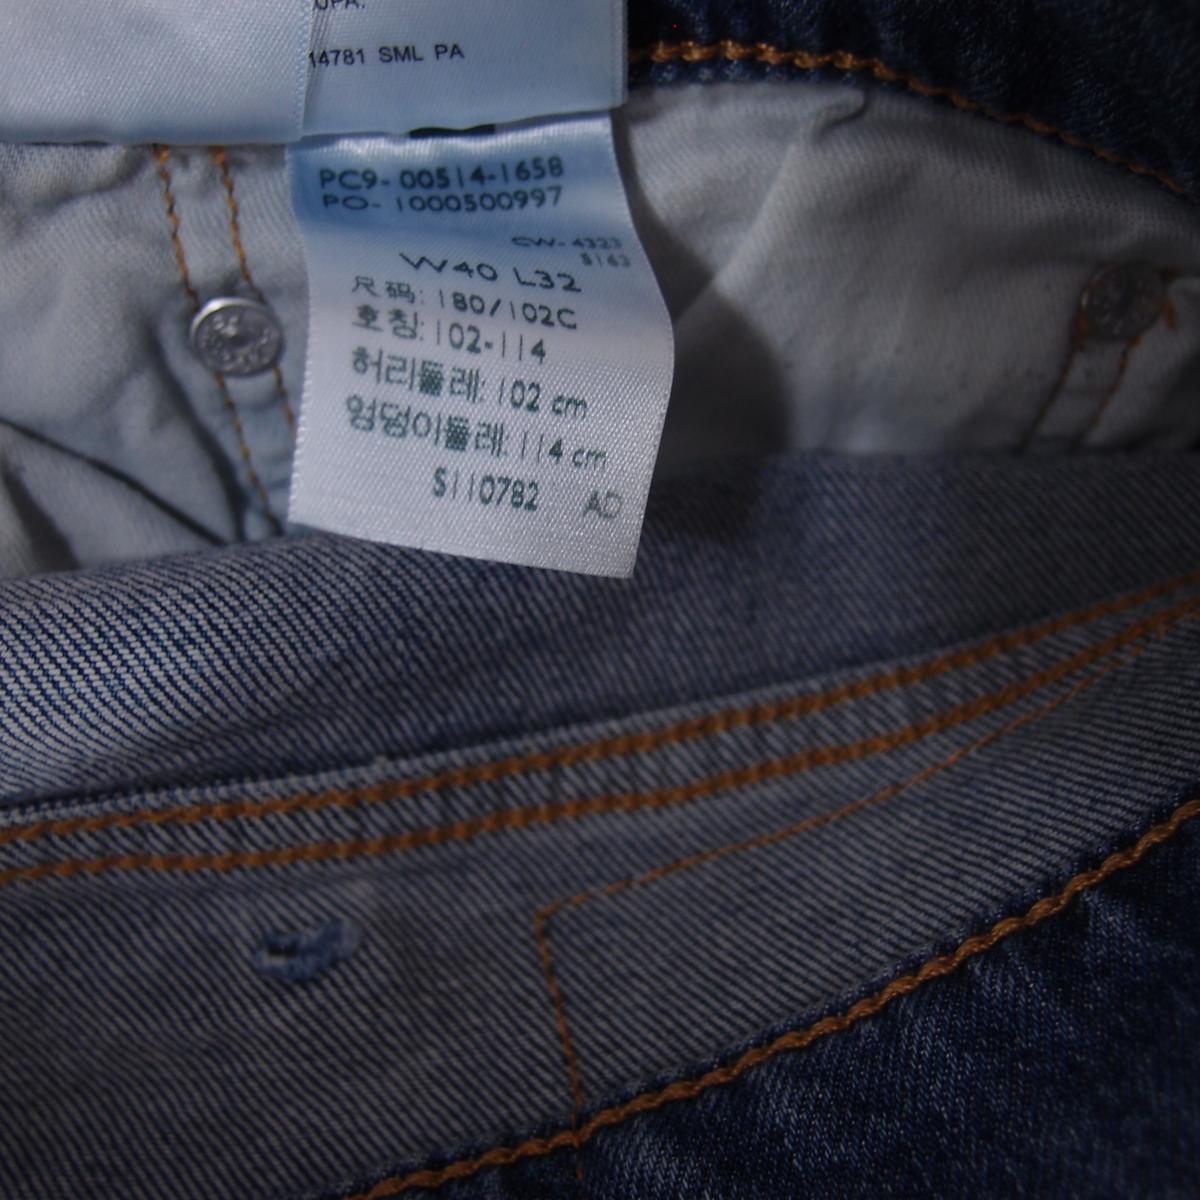 14781 SML PA
PC9-00514-1658
PO-1000500997
CW-4323
5163
W40 L32
尺码: 180/102C
호칭: 102-114
허리둘레: 102 cm
엉덩이둘레: 114 cm
S110782 AD